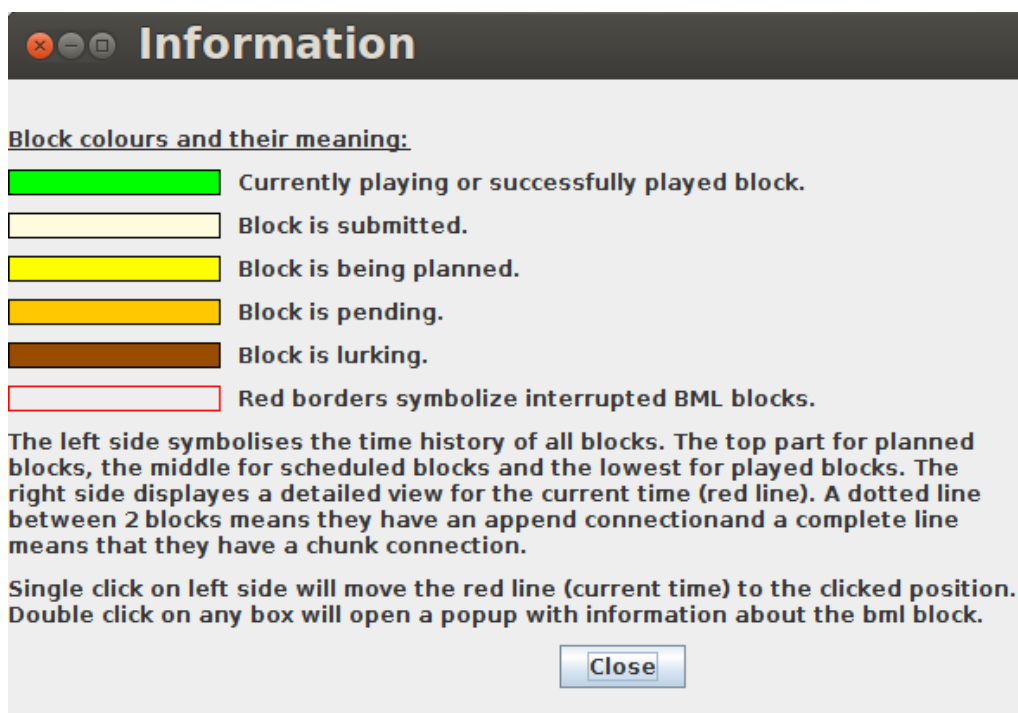 Information
Block colours and their meaning:
Currently playing or successfully played block.
Block is submitted.
Block is being planned.
Block is pending.
Block is lurking.
Red borders symbolize interrupted BML blocks.
The left side symbolises the time history of all blocks. The top part for planned
blocks, the middle for scheduled blocks and the lowest for played blocks. The
right side displayes a detailed view for the current time (red line). A dotted line
between 2 blocks means they have an append connectionand a complete line
means that they have a chunk connection.
Single click on left side will move the red line (current time) to the clicked position.
Double click on any box will open a popup with information about the bml block.
Close